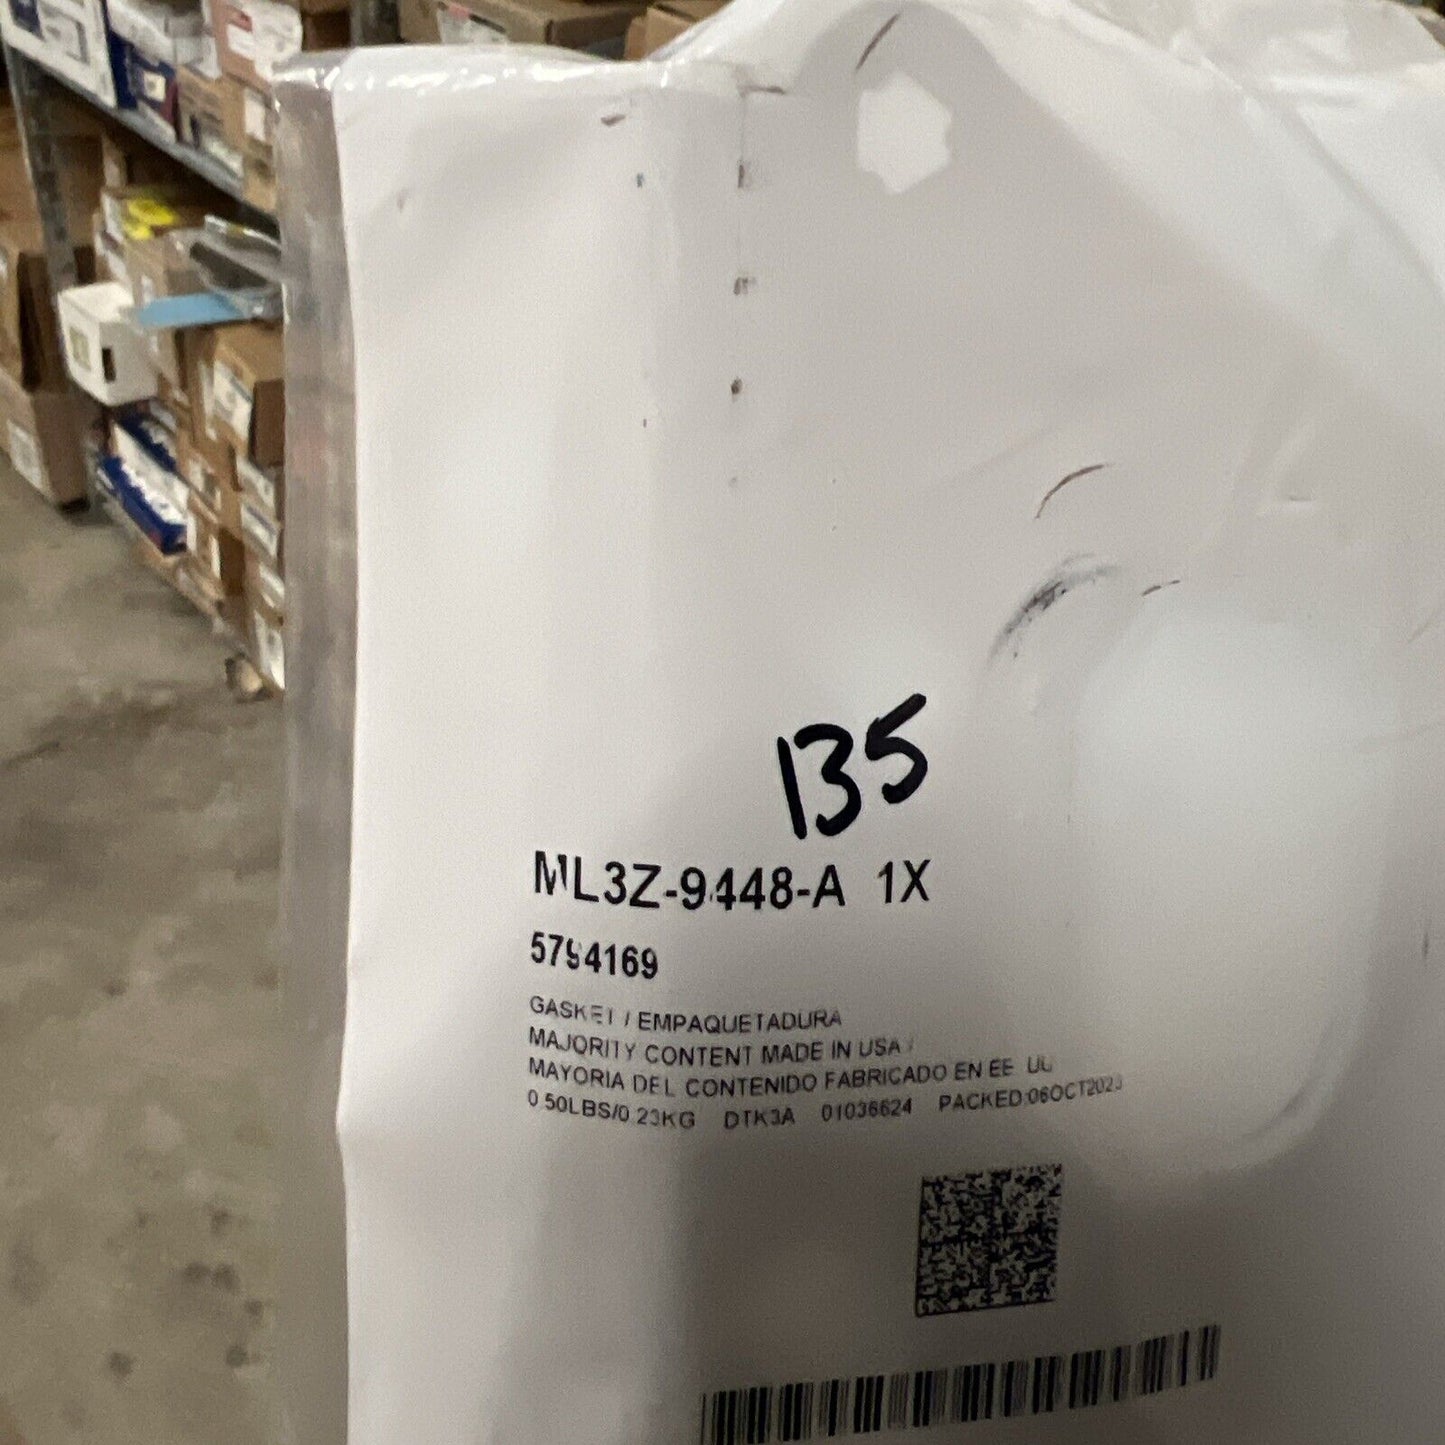 135
ML3Z-9448-A 1X
5794169
GASKET / EMPAQUETADURA
MAJORITY CONTENT MADE IN USA /
MAYORIA DEL CONTENIDO FABRICADO EN EE UU
0.50LBS/0.23KG DTK3A 01036624 PACKED:06OCT2023